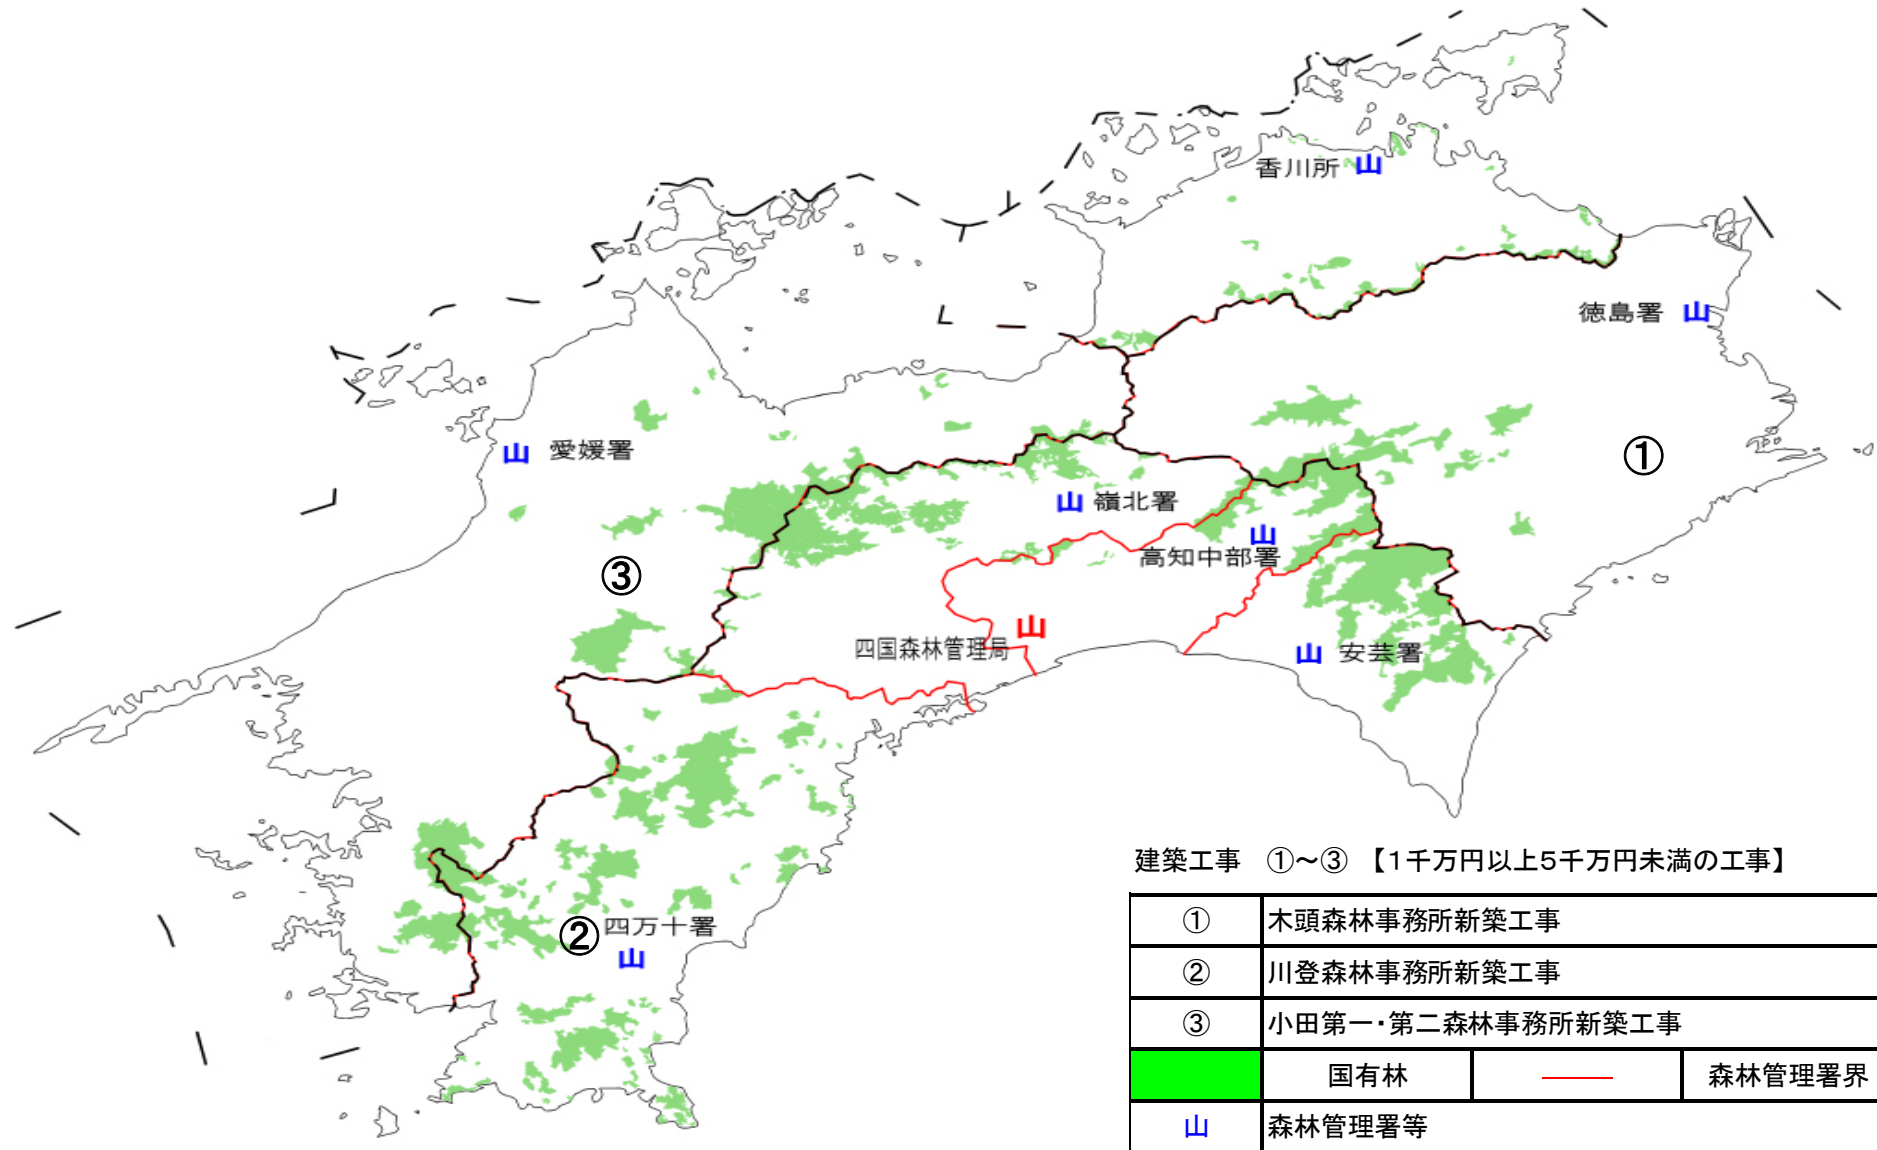 香川所 山
徳島署 山
山 愛媛署
①
山 嶺北署
山
高知中部署
③
山
四国森林管理局
山 安芸署
②
四万十署
山
建築工事 ①～③ 【1千万円以上5千万円未満の工事】
① 木頭森林事務所新築工事
② 川登森林事務所新築工事
③ 小田第一・第二森林事務所新築工事
国有林 森林管理署界
山 森林管理署等